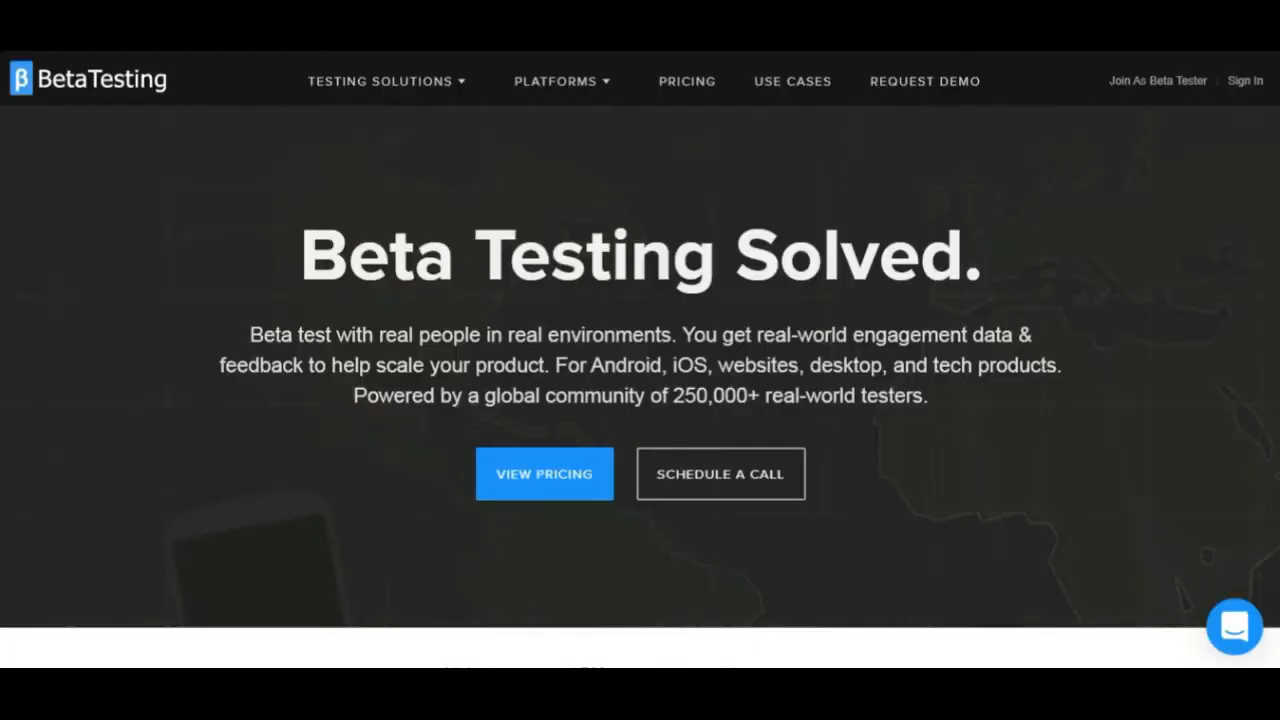 β BetaTesting
TESTING SOLUTIONS
PLATFORMS
PRICING
USE CASES
REQUEST DEMO
Join As Beta Tester
Sign In
Beta Testing Solved.
Beta test with real people in real environments. You get real-world engagement data &
feedback to help scale your product. For Android, iOS, websites, desktop, and tech products.
Powered by a global community of 250,000+ real-world testers.
VIEW PRICING
SCHEDULE A CALL